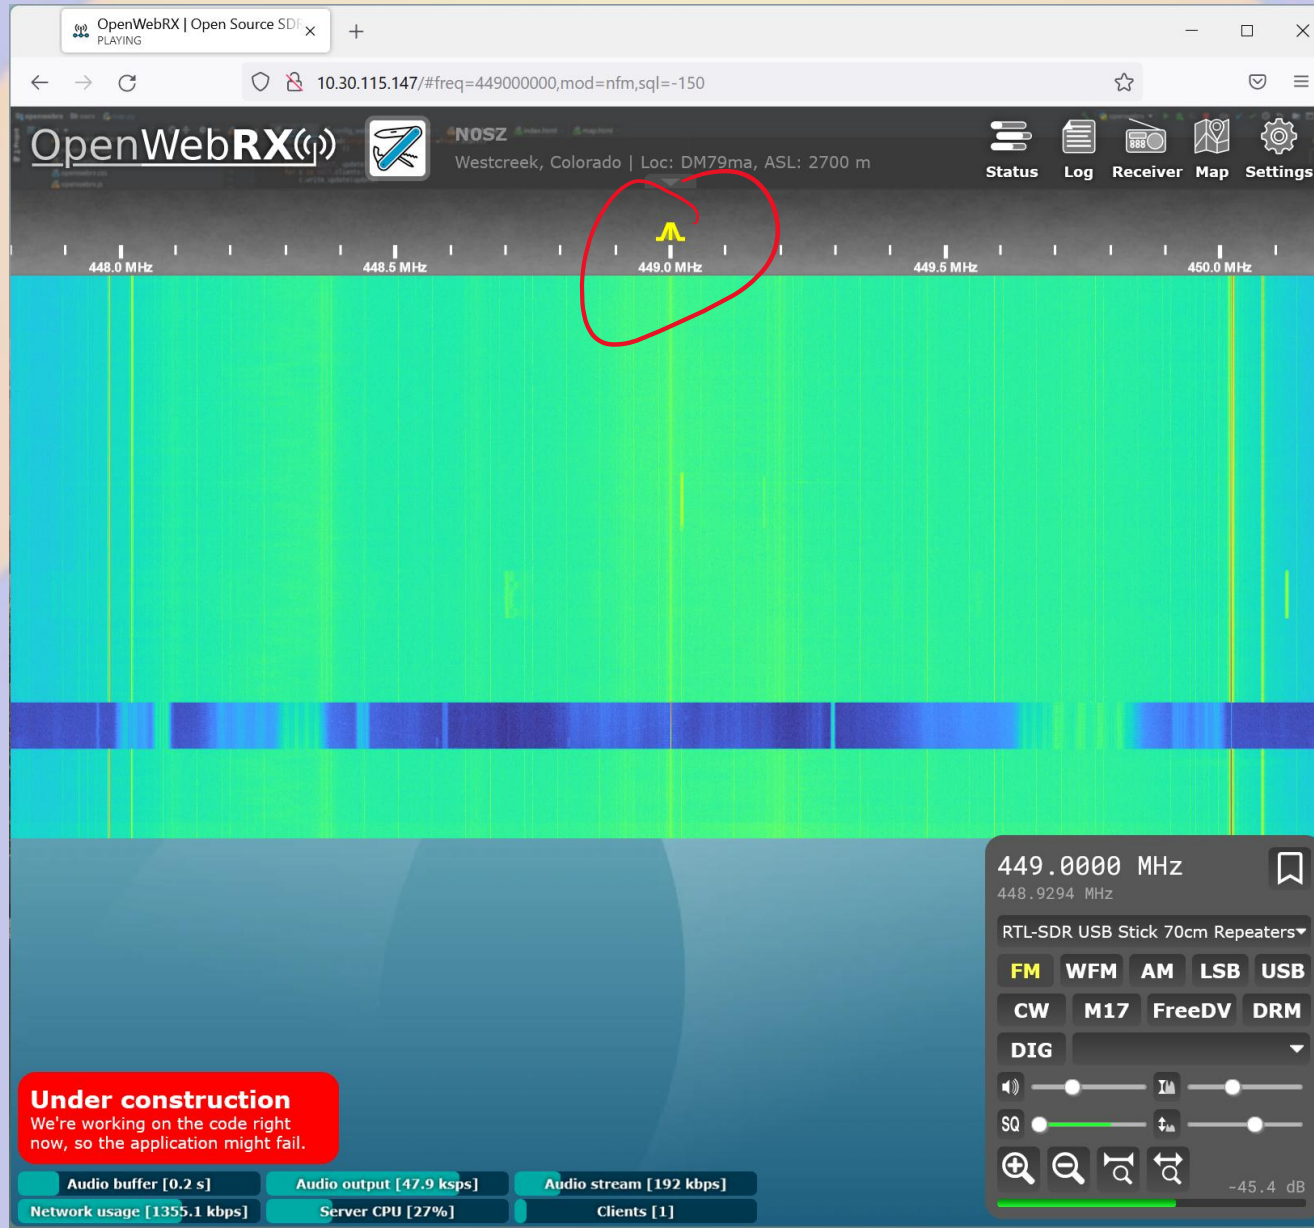 OpenWebRX | Open Source SD
PLAYING
10.30.115.147/#freq=449000000,mod=nfm,sql=-150
OpenWebRX
N0SZ
Westcreek, Colorado | Loc: DM79ma, ASL: 2700 m
Status Log Receiver Map Settings
448.0 MHz 448.5 MHz 449.0 MHz 449.5 MHz 450.0 MHz
449.0000 MHz
448.9294 MHz
RTL-SDR USB Stick 70cm Repeaters
FM WFM AM LSB USB
CW M17 FreeDV DRM
DIG
SQ
-45.4 dB
Under construction
We're working on the code right
now, so the application might fail.
Audio buffer [0.2 s] Audio output [47.9 ksps] Audio stream [192 kbps]
Network usage [1355.1 kbps] Server CPU [27%] Clients [1]